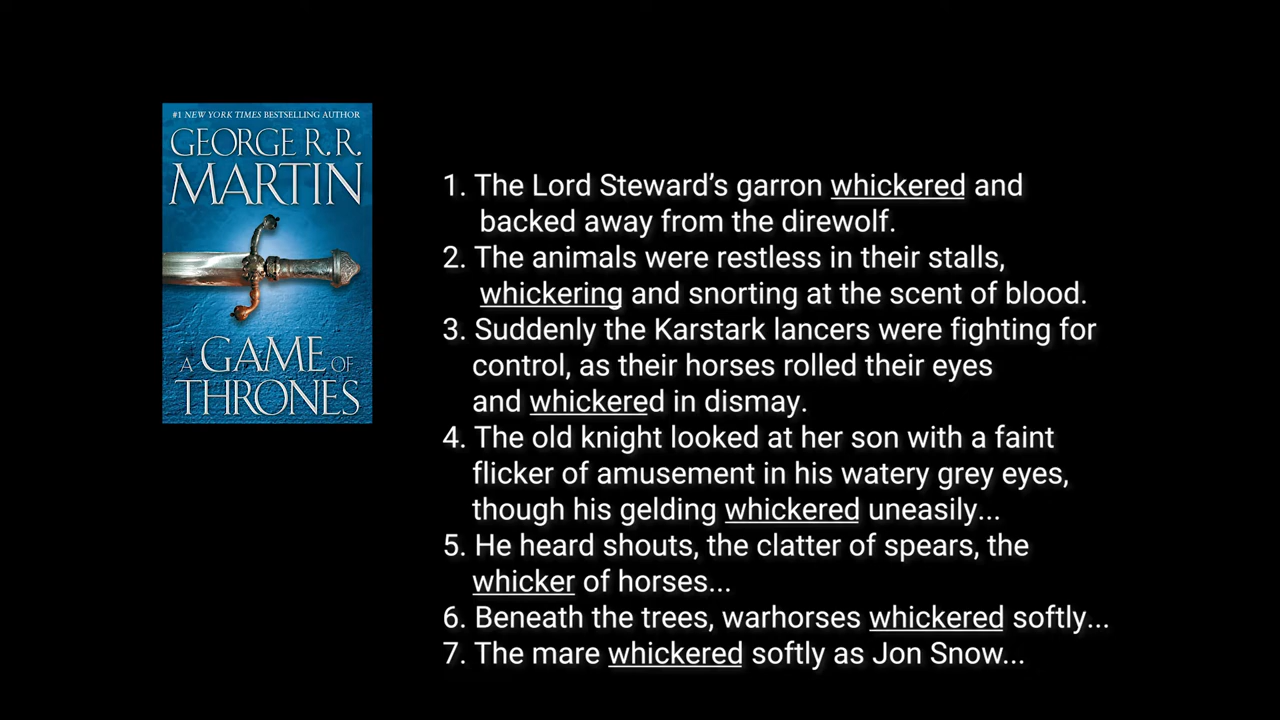 #1 NEW YORK TIMES BESTSELLING AUTHOR
GEORGE R. R.
MARTIN
A GAME OF
THRONES
1. The Lord Steward's garron whickered and
backed away from the direwolf.
2. The animals were restless in their stalls,
whickering and snorting at the scent of blood.
3. Suddenly the Karstark lancers were fighting for
control, as their horses rolled their eyes
and whickered in dismay.
4. The old knight looked at her son with a faint
flicker of amusement in his watery grey eyes,
though his gelding whickered uneasily...
5. He heard shouts, the clatter of spears, the
whicker of horses...
6. Beneath the trees, warhorses whickered softly...
7. The mare whickered softly as Jon Snow...